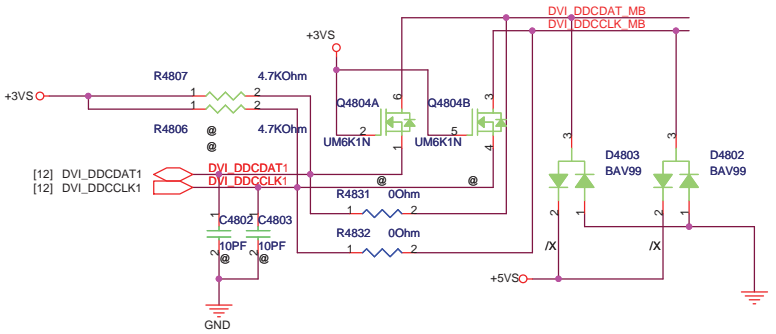 DVI_DDCDAT_MB
DVI_DDCCLK_MB
+3VS
R4807 4.7KOhm
1 2
+3VS
1 2
R4806 @ 4.7KOhm
@
6 3
Q4804A Q4804B
2 5
UM6K1N UM6K1N
1 4
@ @
[12] DVI_DDCDAT1 DVI_DDCDAT1
[12] DVI_DDCCLK1 DVI_DDCCLK1
R4831 0Ohm
1 2
R4832 0Ohm
1 2
1 1
C4802 C4803
10PF 10PF
2 2
@ @
GND
3 3
D4803 D4802
BAV99 BAV99
2 1 2 1
/X /X
+5VS